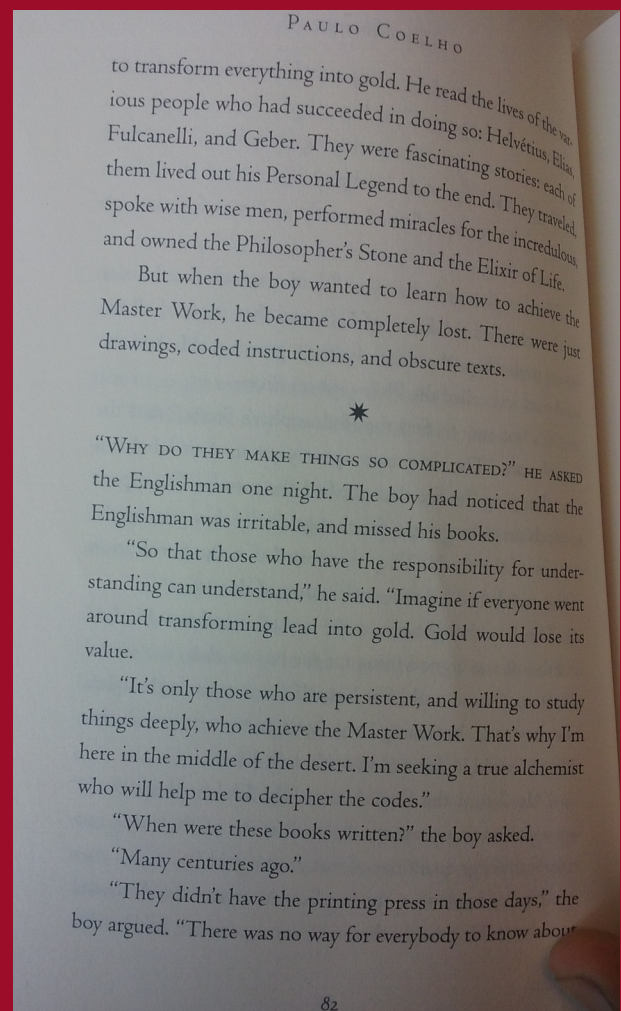 PAULO COELHO
to transform everything into gold. He read the lives of the var-
ious people who had succeeded in doing so: Helvétius, Elias,
Fulcanelli, and Geber. They were fascinating stories: each of
them lived out his Personal Legend to the end. They traveled,
spoke with wise men, performed miracles for the incredulous,
and owned the Philosopher's Stone and the Elixir of Life.
But when the boy wanted to learn how to achieve the
Master Work, he became completely lost. There were just
drawings, coded instructions, and obscure texts.
“WHY DO THEY MAKE THINGS SO COMPLICATED?” HE ASKED
the Englishman one night. The boy had noticed that the
Englishman was irritable, and missed his books.
“So that those who have the responsibility for under-
standing can understand,” he said. “Imagine if everyone went
around transforming lead into gold. Gold would lose its
value.
“It's only those who are persistent, and willing to study
things deeply, who achieve the Master Work. That's why I'm
here in the middle of the desert. I'm seeking a true alchemist
who will help me to decipher the codes.”
“When were these books written?” the boy asked.
“Many centuries ago.”
“They didn't have the printing press in those days,” the
boy argued. “There was no way for everybody to know about
82